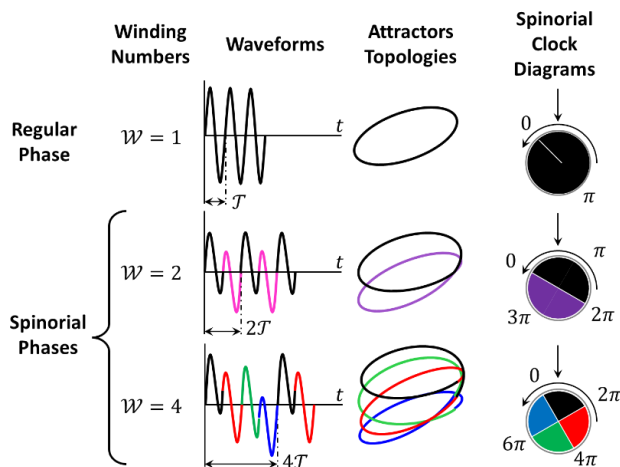 Winding
Numbers
Waveforms
Attractors
Topologies
Spinorial
Clock
Diagrams
Regular
Phase
𝒲 = 1
t
𝒯
0
π
Spinorial
Phases
𝒲 = 2
t
2𝒯
0
π
3π
2π
𝒲 = 4
t
4𝒯
0
2π
6π
4π